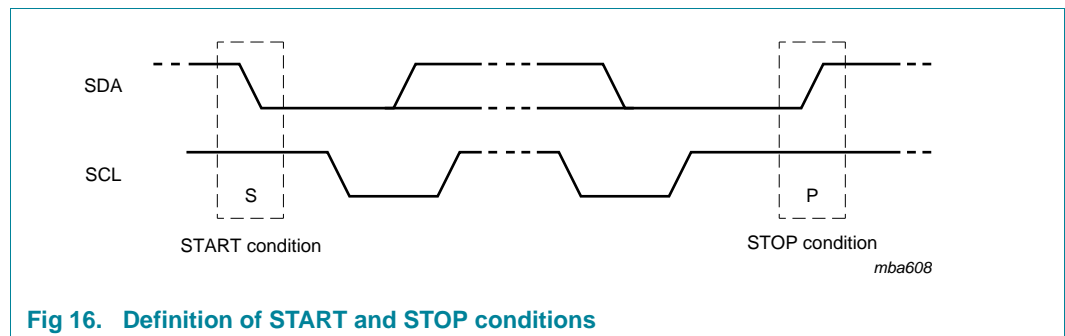 SDA
SCL
S
P
START condition
STOP condition
mba608
Fig 16. Definition of START and STOP conditions